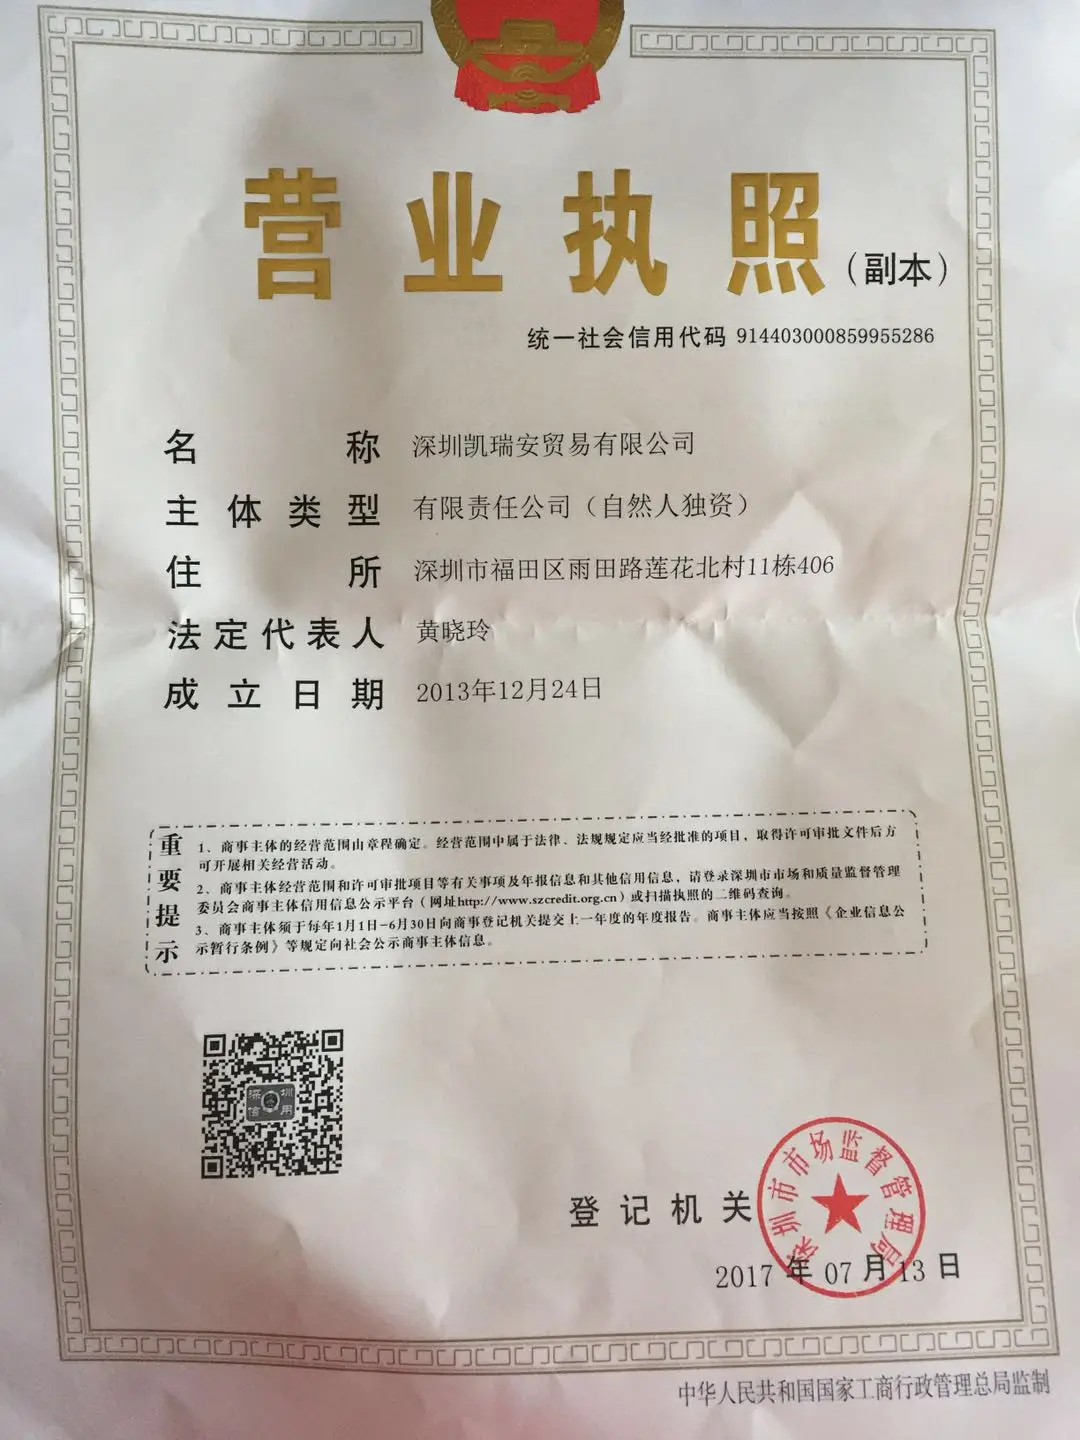 营业执照（副本）
统一社会信用代码 914403000859955286
名称 深圳凯瑞安贸易有限公司
主体类型 有限责任公司（自然人独资）
住所 深圳市福田区雨田路莲花北村11栋406
法定代表人 黄晓玲
成立日期 2013年12月24日
重要提示
1、商事主体的经营范围由章程确定。经营范围中属于法律、法规规定应当经批准的项目，取得许可审批文件后方
可开展相关经营活动。
2、商事主体经营范围和许可审批项目等有关事项及年报信息和其他信用信息，请登录深圳市市场和质量监督管理
委员会商事主体信用信息公示平台（网址http://www.szcredit.org.cn）或扫描执照的二维码查询。
3、商事主体须于每年1月1日-6月30日向商事登记机关提交上一年度的年度报告。商事主体应当按照《企业信息公
示暂行条例》等规定向社会公示商事主体信息。
深圳
信用
登记机关
深圳市市场监督管理局
2017年07月13日
中华人民共和国国家工商行政管理总局监制